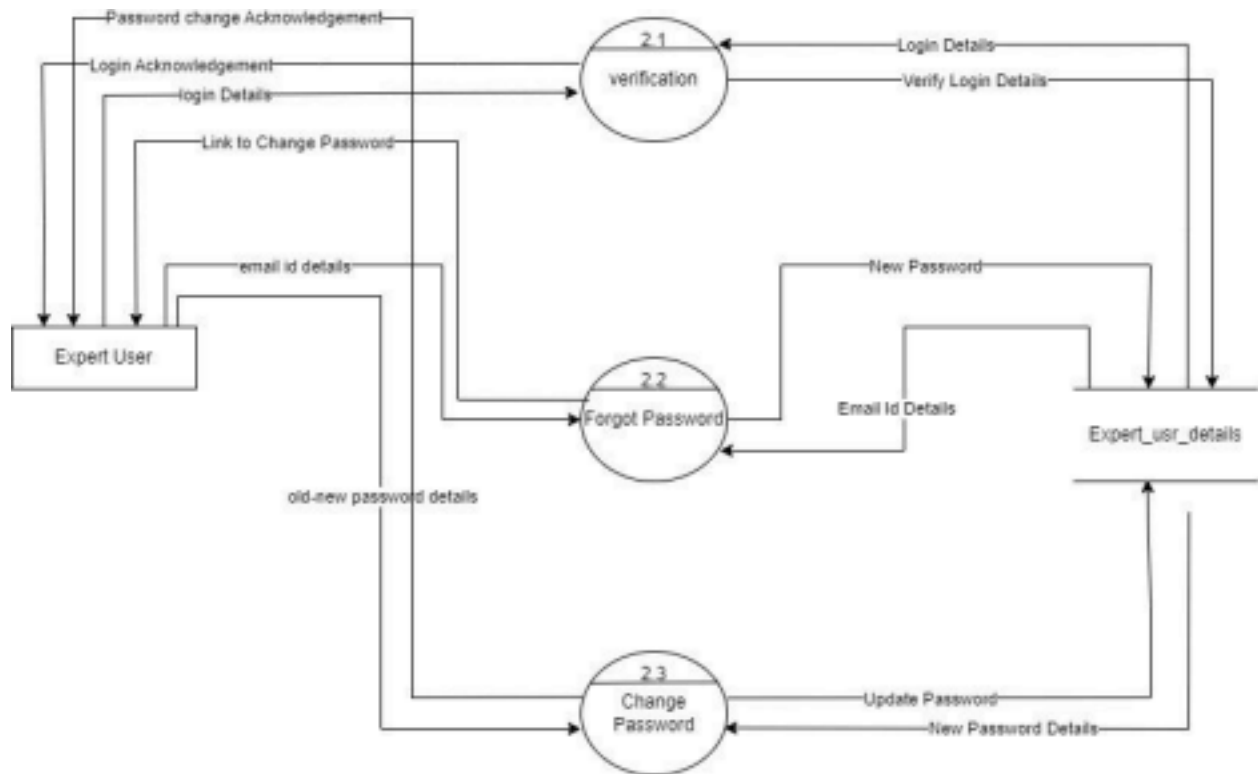 Password change Acknowledgement
2.1
verification
Login Details
Login Acknowledgement
Verify Login Details
login Details
Link to Change Password
email id details
New Password
Expert User
2.2
Forgot Password
Email Id Details
Expert_usr_details
old-new password details
2.3
Change
Password
Update Password
New Password Details